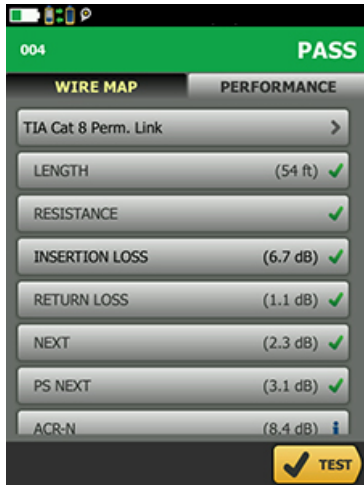 004 PASS
WIRE MAP PERFORMANCE
TIA Cat 8 Perm. Link
LENGTH (54 ft)
RESISTANCE
INSERTION LOSS (6.7 dB)
RETURN LOSS (1.1 dB)
NEXT (2.3 dB)
PS NEXT (3.1 dB)
ACR-N (8.4 dB) i
TEST